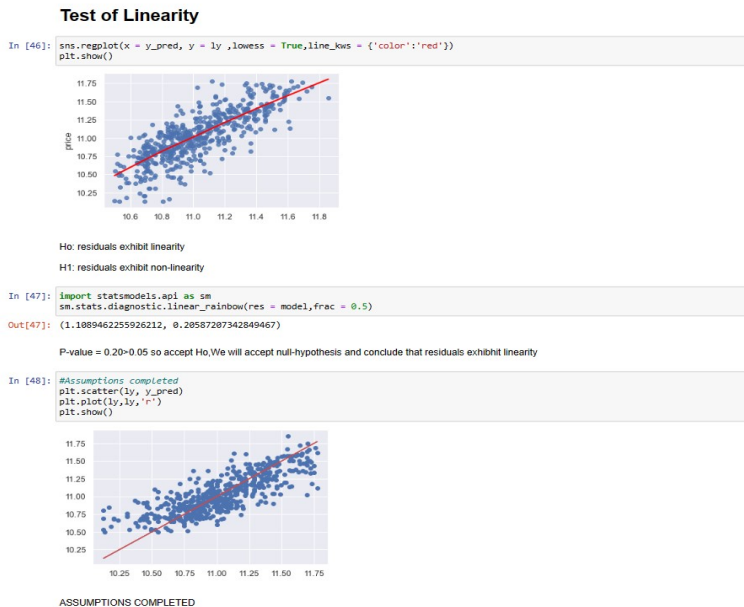 Test of Linearity
In [46]: sns.regplot(x = y_pred, y = ly ,lowess = True,line_kws = {'color':'red'})
plt.show()
11.75
11.50
11.25
11.00
10.75
10.50
10.25
price
10.6 10.8 11.0 11.2 11.4 11.6 11.8
Ho: residuals exhibit linearity
H1: residuals exhibit non-linearity
In [47]: import statsmodels.api as sm
sm.stats.diagnostic.linear_rainbow(res = model,frac = 0.5)
Out[47]: (1.1089462255926212, 0.20587207342849467)
P-value = 0.20>0.05 so accept Ho,We will accept null-hypothesis and conclude that residuals exhibhit linearity
In [48]: #Assumptions completed
plt.scatter(ly, y_pred)
plt.plot(ly,ly,'r')
plt.show()
11.75
11.50
11.25
11.00
10.75
10.50
10.25
10.25 10.50 10.75 11.00 11.25 11.50 11.75
ASSUMPTIONS COMPLETED